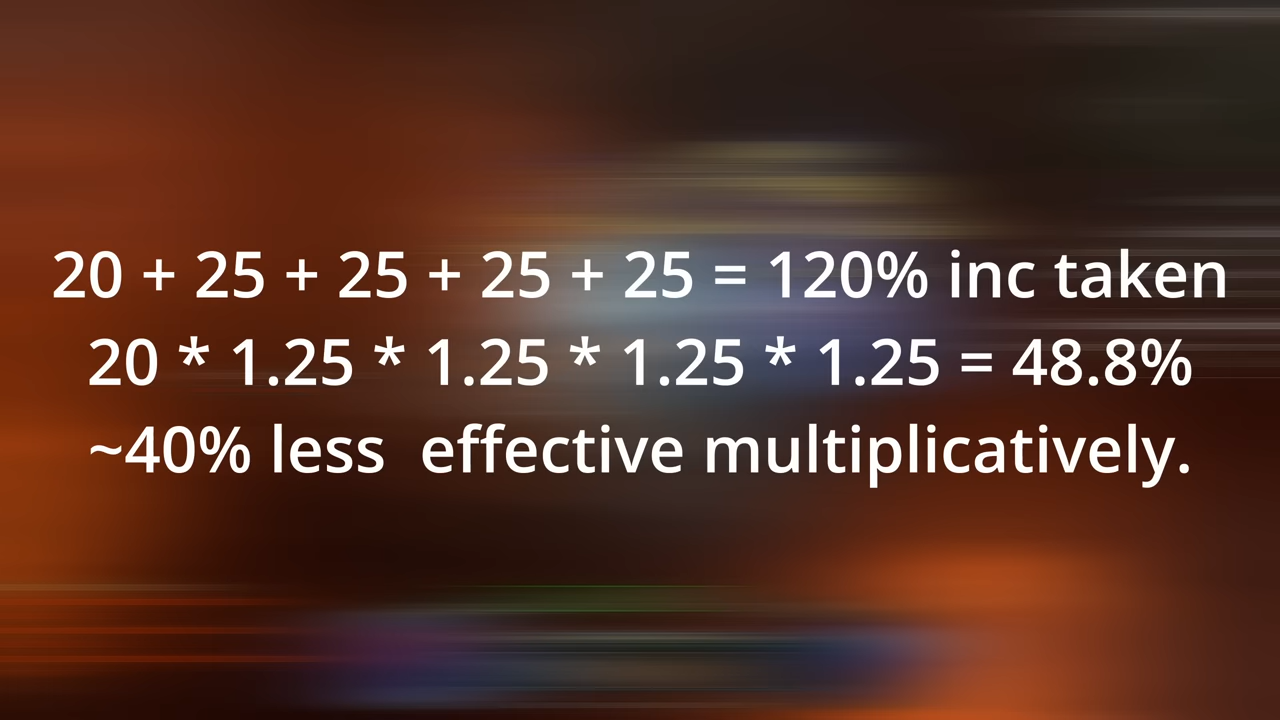 20 + 25 + 25 + 25 + 25 = 120% inc taken
20 * 1.25 * 1.25 * 1.25 * 1.25 = 48.8%
~40% less  effective multiplicatively.